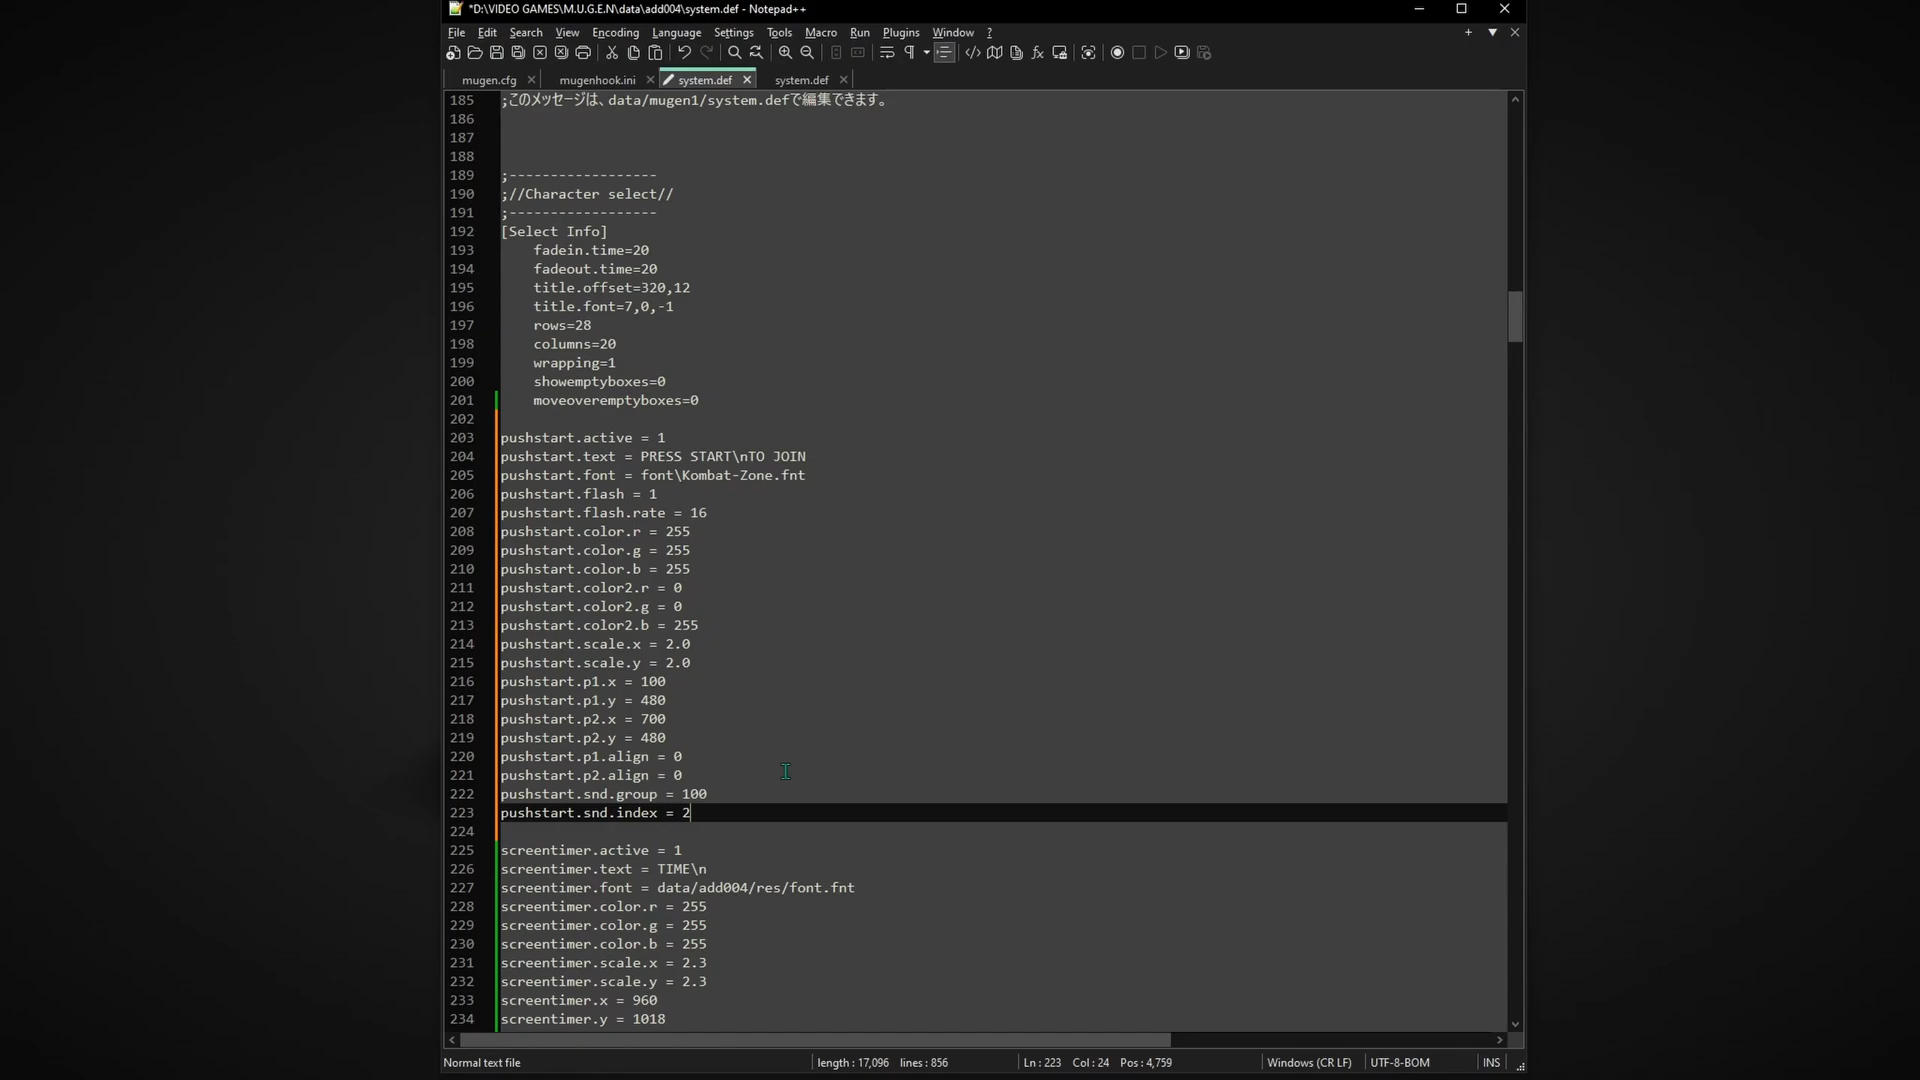 *D:\VIDEO GAMES\M.U.G.E.N\data\add004\system.def - Notepad++
File Edit Search View Encoding Language Settings Tools Macro Run Plugins Window ?
mugen.cfg mugenhook.ini system.def system.def
185 ;このメッセージは、data/mugen1/system.defで編集できます。
186
187
188
189 ;------------------
190 ;//Character select//
191 ;------------------
192 [Select Info]
193 fadein.time=20
194 fadeout.time=20
195 title.offset=320,12
196 title.font=7,0,-1
197 rows=28
198 columns=20
199 wrapping=1
200 showemptyboxes=0
201 moveoveremptyboxes=0
202
203 pushstart.active = 1
204 pushstart.text = PRESS START\nTO JOIN
205 pushstart.font = font\Kombat-Zone.fnt
206 pushstart.flash = 1
207 pushstart.flash.rate = 16
208 pushstart.color.r = 255
209 pushstart.color.g = 255
210 pushstart.color.b = 255
211 pushstart.color2.r = 0
212 pushstart.color2.g = 0
213 pushstart.color2.b = 255
214 pushstart.scale.x = 2.0
215 pushstart.scale.y = 2.0
216 pushstart.p1.x = 100
217 pushstart.p1.y = 480
218 pushstart.p2.x = 700
219 pushstart.p2.y = 480
220 pushstart.p1.align = 0
221 pushstart.p2.align = 0
222 pushstart.snd.group = 100
223 pushstart.snd.index = 2
224
225 screentimer.active = 1
226 screentimer.text = TIME\n
227 screentimer.font = data/add004/res/font.fnt
228 screentimer.color.r = 255
229 screentimer.color.g = 255
230 screentimer.color.b = 255
231 screentimer.scale.x = 2.3
232 screentimer.scale.y = 2.3
233 screentimer.x = 960
234 screentimer.y = 1018
Normal text file length : 17,096 lines : 856 Ln : 223 Col : 24 Pos : 4,759 Windows (CR LF) UTF-8-BOM INS